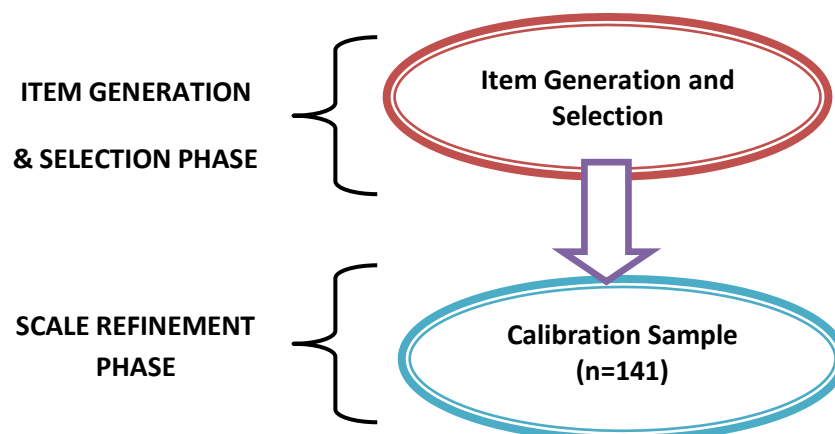 ITEM GENERATION
& SELECTION PHASE
Item Generation and
Selection
SCALE REFINEMENT
PHASE
Calibration Sample
(n=141)